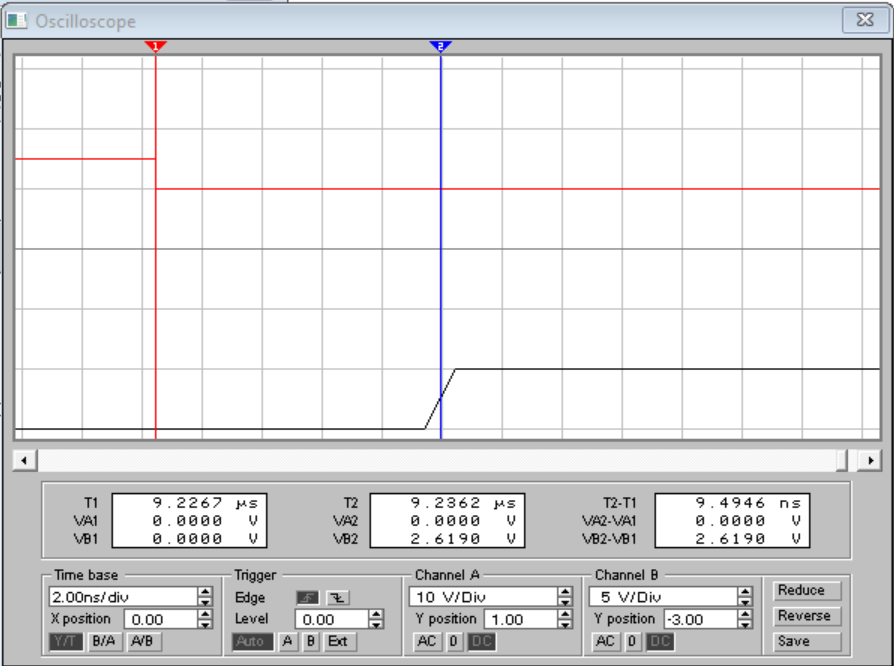 Oscilloscope
1 2
T1 9.2267 µs T2 9.2362 µs T2-T1 9.4946 ns
VA1 0.0000 V VA2 0.0000 V VA2-VA1 0.0000 V
VB1 0.0000 V VB2 2.6190 V VB2-VB1 2.6190 V
Time base Trigger Channel A Channel B
2.00ns/div Edge 10 V/Div 5 V/Div Reduce
X position 0.00 Level 0.00 Y position 1.00 Y position -3.00 Reverse
Y/T B/A A/B Auto A B Ext AC 0 DC AC 0 DC Save